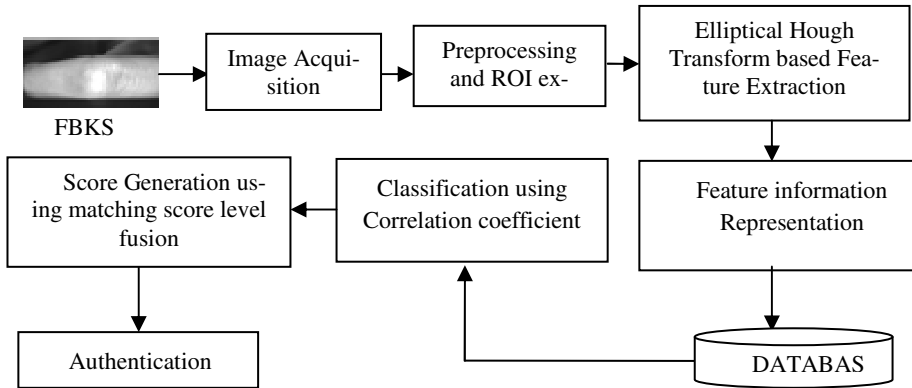 FBKS
Image Acqui-
sition
Preprocessing
and ROI ex-
Elliptical Hough
Transform based Fea-
ture Extraction
Feature information
Representation
DATABAS
Classification using
Correlation coefficient
Score Generation us-
ing matching score level
fusion
Authentication